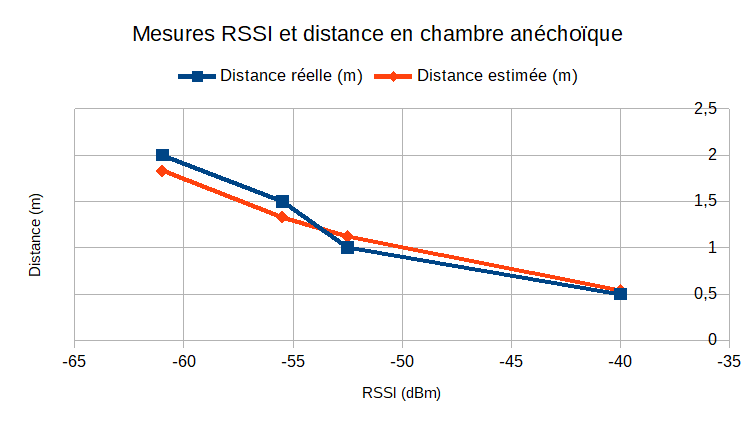 Mesures RSSI et distance en chambre anéchoïque
Distance réelle (m) Distance estimée (m)
2,5
2
1,5
1
0,5
0
Distance (m)
-65 -60 -55 -50 -45 -40 -35
RSSI (dBm)